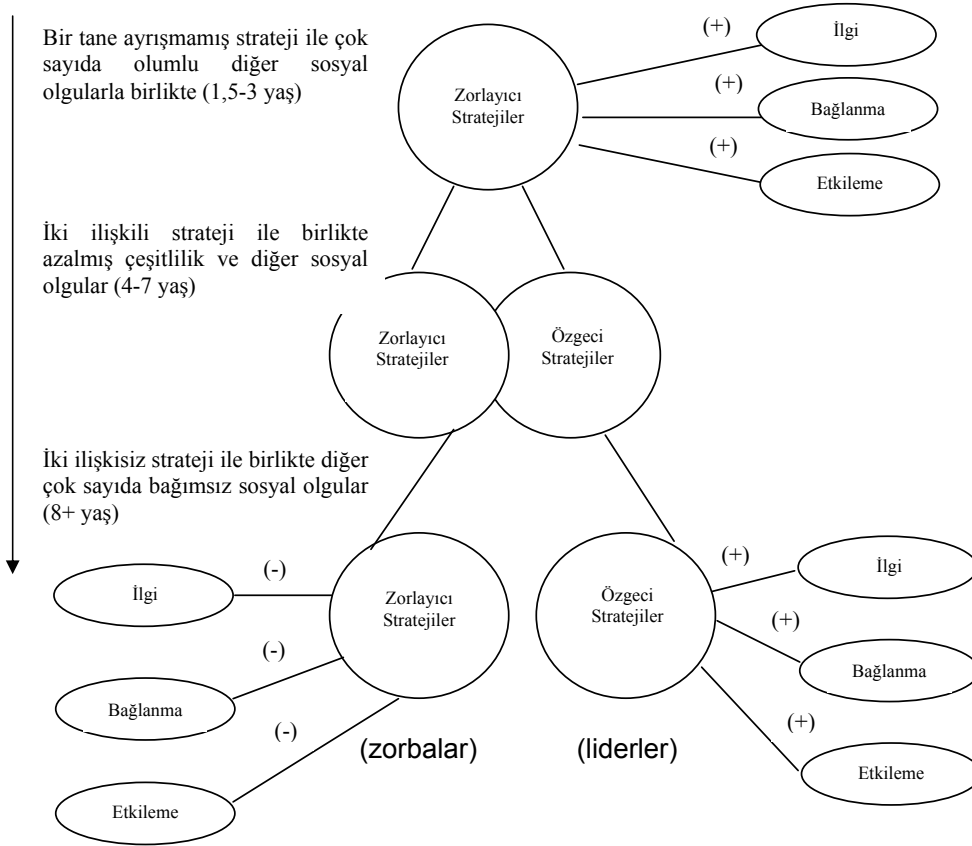 Bir tane ayrışmamış strateji ile çok
sayıda olumlu diğer sosyal
olgularla birlikte (1,5-3 yaş)
Zorlayıcı
Stratejiler
(+)
İlgi
(+)
Bağlanma
(+)
Etkileme
İki ilişkili strateji ile birlikte
azalmış çeşitlilik ve diğer sosyal
olgular (4-7 yaş)
Zorlayıcı
Stratejiler
Özgeci
Stratejiler
İki ilişkisiz strateji ile birlikte diğer
çok sayıda bağımsız sosyal olgular
(8+ yaş)
(-)
İlgi
(-)
Bağlanma
(-)
Etkileme
Zorlayıcı
Stratejiler
(zorbalar)
Özgeci
Stratejiler
(liderler)
(+)
İlgi
(+)
Bağlanma
(+)
Etkileme